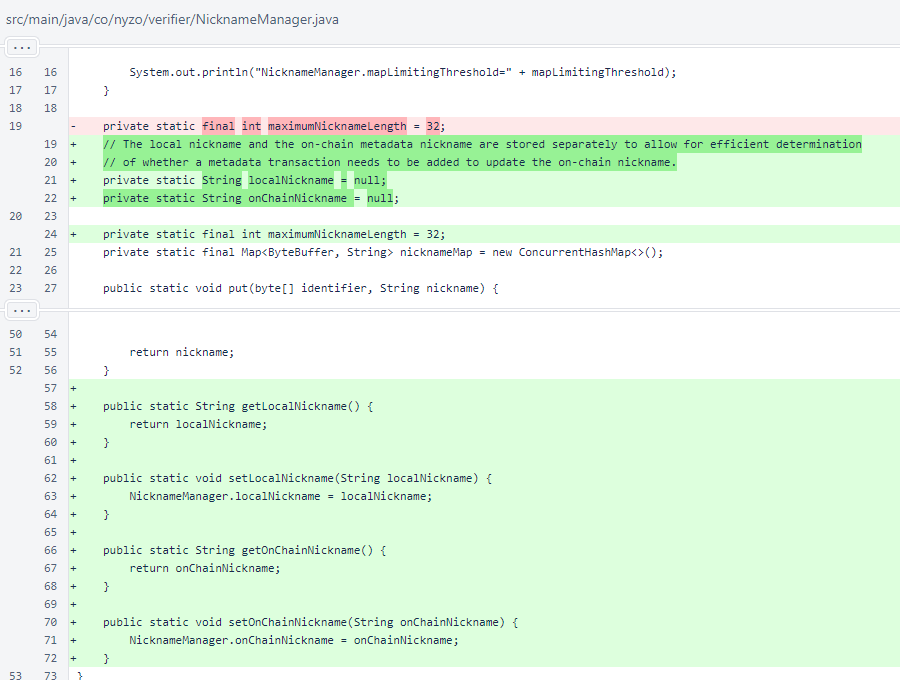 src/main/java/co/nyzo/verifier/NicknameManager.java
...
16 16 System.out.println("NicknameManager.mapLimitingThreshold=" + mapLimitingThreshold);
17 17 }
18 18
19 - private static final int maximumNicknameLength = 32;
19 + // The local nickname and the on-chain metadata nickname are stored separately to allow for efficient determination
20 + // of whether a metadata transaction needs to be added to update the on-chain nickname.
21 + private static String localNickname = null;
22 + private static String onChainNickname = null;
20 23
24 + private static final int maximumNicknameLength = 32;
21 25 private static final Map<ByteBuffer, String> nicknameMap = new ConcurrentHashMap<>();
22 26
23 27 public static void put(byte[] identifier, String nickname) {
...
50 54
51 55 return nickname;
52 56 }
57 +
58 + public static String getLocalNickname() {
59 + return localNickname;
60 + }
61 +
62 + public static void setLocalNickname(String localNickname) {
63 + NicknameManager.localNickname = localNickname;
64 + }
65 +
66 + public static String getOnChainNickname() {
67 + return onChainNickname;
68 + }
69 +
70 + public static void setOnChainNickname(String onChainNickname) {
71 + NicknameManager.onChainNickname = onChainNickname;
72 + }
53 73 }